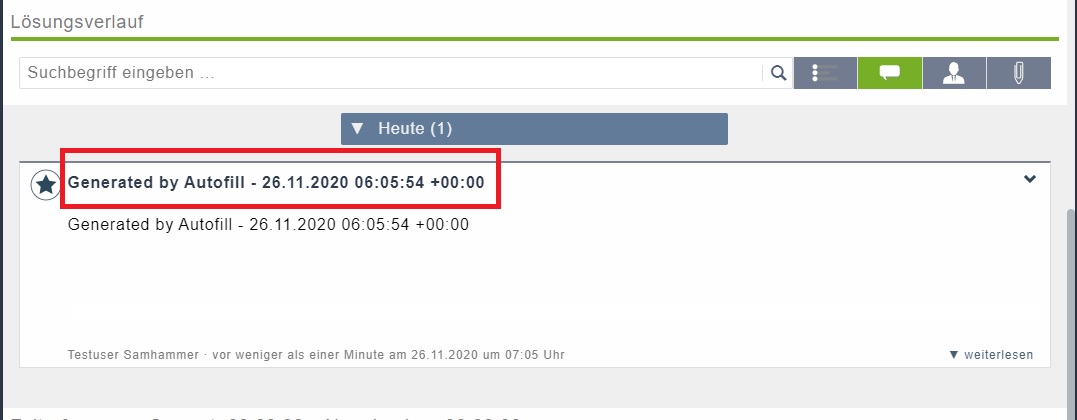 Lösungsverlauf
Suchbegriff eingeben ...
▼ Heute (1)
Generated by Autofill - 26.11.2020 06:05:54 +00:00
Generated by Autofill - 26.11.2020 06:05:54 +00:00
Testuser Samhammer · vor weniger als einer Minute am 26.11.2020 um 07:05 Uhr
▼ weiterlesen